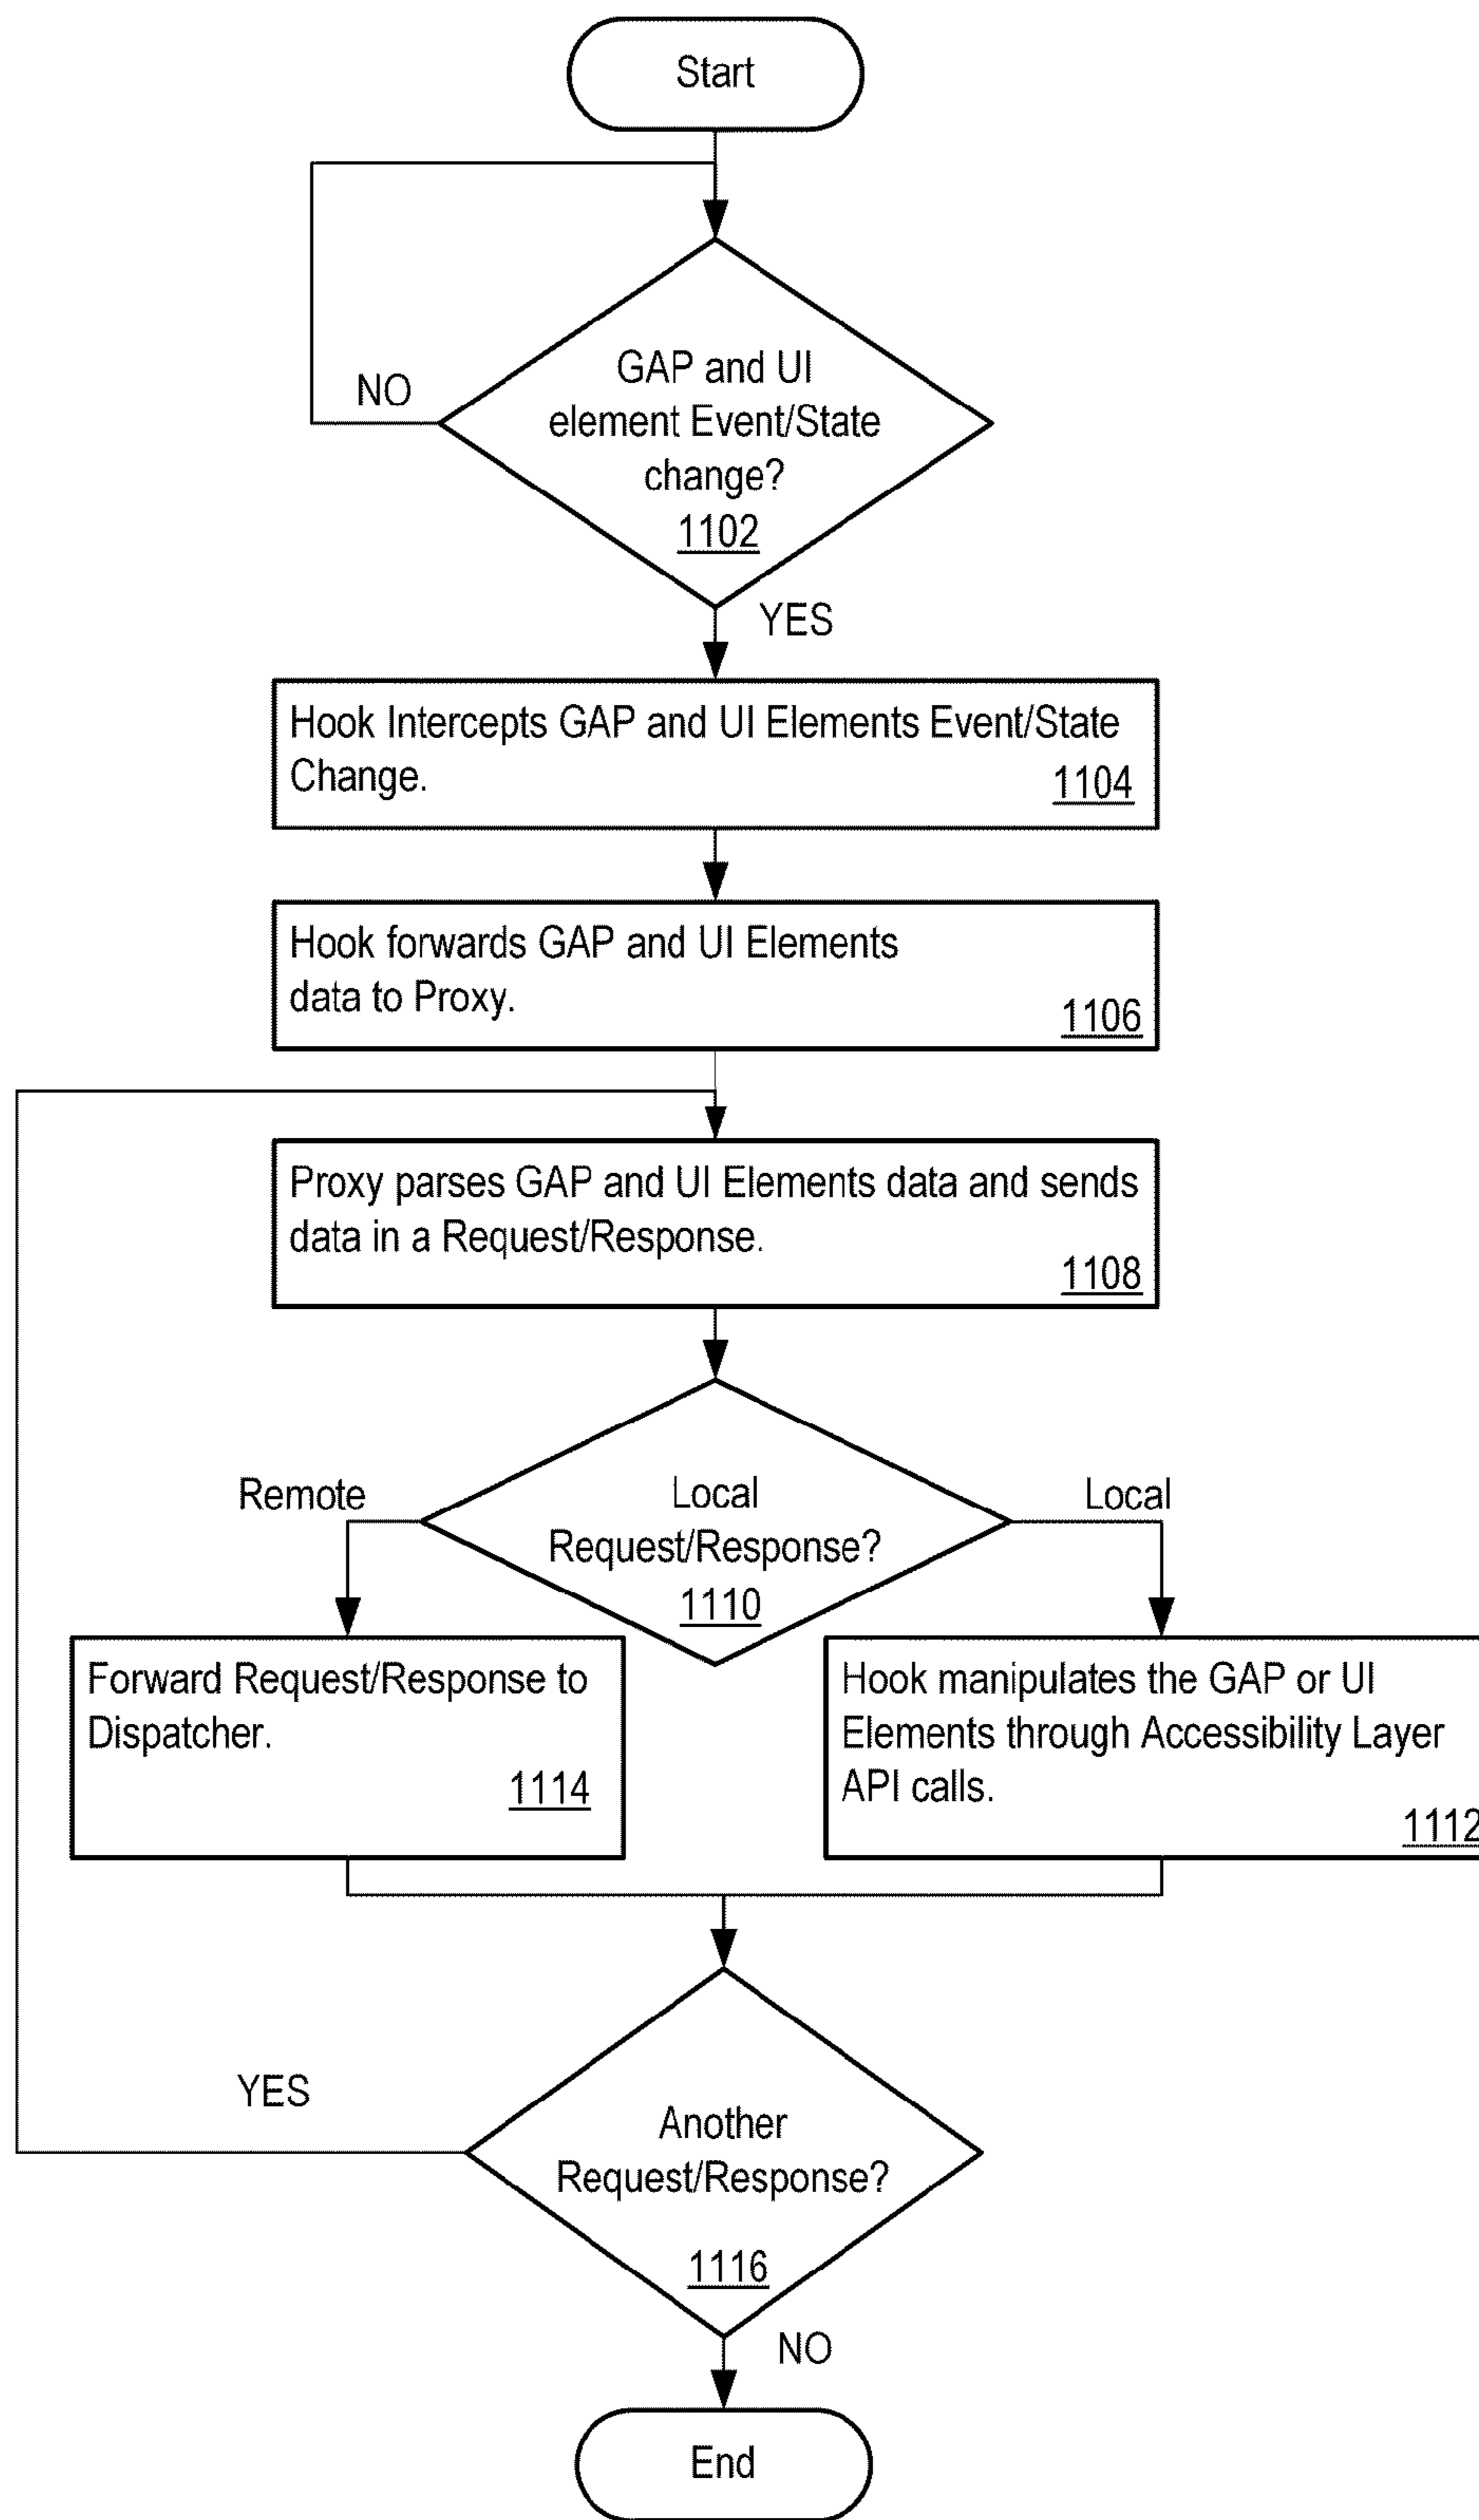 Start
GAP and UI
element Event/State
change?
1102
NO
YES
Hook Intercepts GAP and UI Elements Event/State
Change.
1104
Hook forwards GAP and UI Elements
data to Proxy.
1106
Proxy parses GAP and UI Elements data and sends
data in a Request/Response.
1108
Remote
Local
Request/Response?
1110
Local
Forward Request/Response to
Dispatcher.
1114
Hook manipulates the GAP or UI
Elements through Accessibility Layer
API calls.
1112
YES
Another
Request/Response?
1116
NO
End